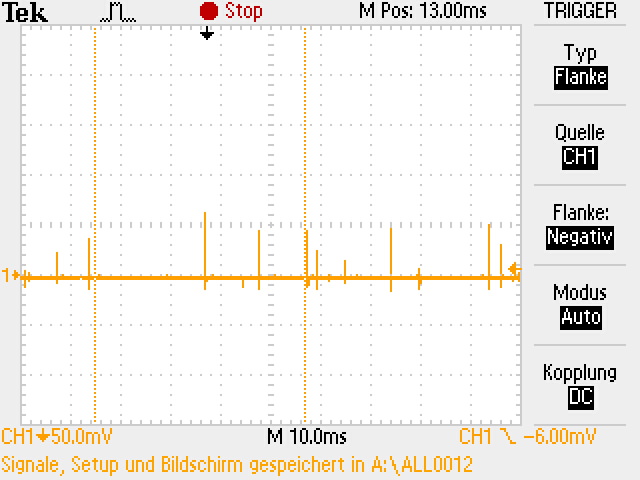 Tek Stop M Pos: 13.00ms TRIGGER
Typ
Flanke
Quelle
CH1
Flanke:
Negativ
1
Modus
Auto
Kopplung
DC
CH1 50.0mV M 10.0ms CH1 -6.00mV
Signale, Setup und Bildschirm gespeichert in A:\ALL0012